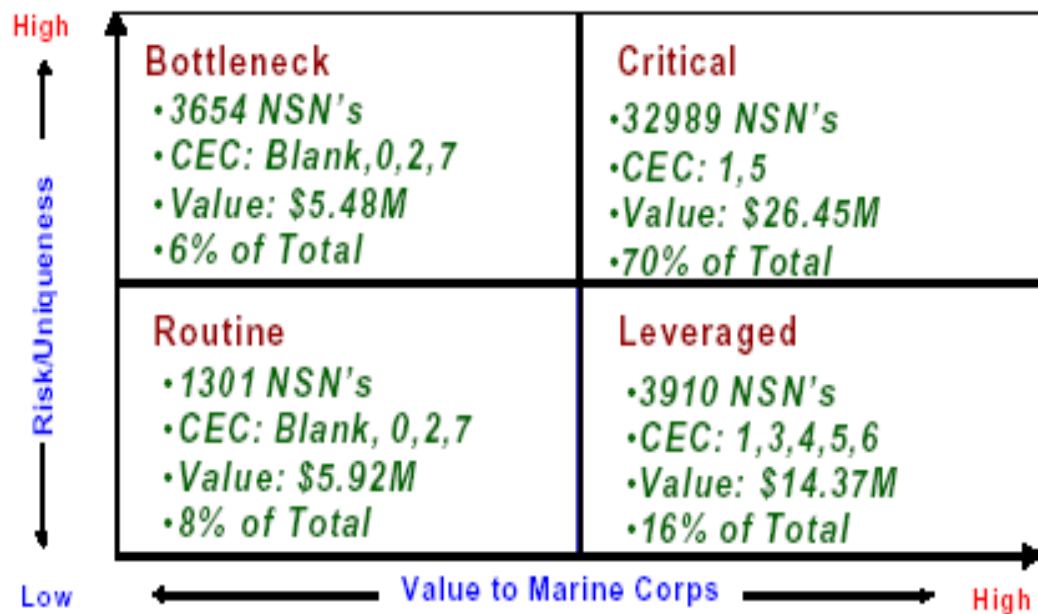 High
Bottleneck
•3654 NSN's
•CEC: Blank,0,2,7
•Value: $5.48M
•6% of Total
Critical
•32989 NSN's
•CEC: 1,5
•Value: $26.45M
•70% of Total
Risk/Uniqueness
Routine
•1301 NSN's
•CEC: Blank, 0,2,7
•Value: $5.92M
•8% of Total
Leveraged
•3910 NSN's
•CEC: 1,3,4,5,6
•Value: $14.37M
•16% of Total
Low
Value to Marine Corps
High